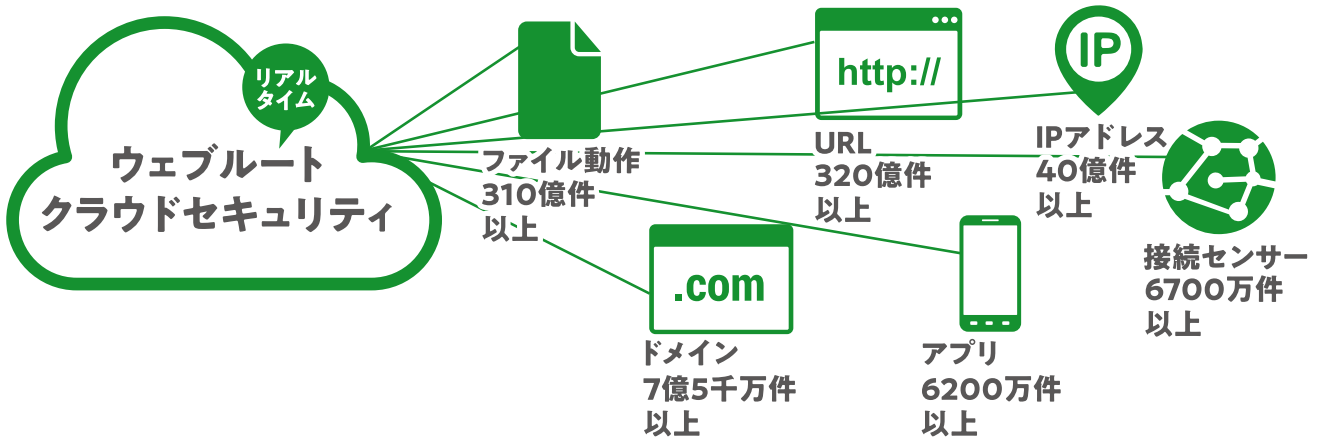 リアル
タイム
ウェブルート
クラウドセキュリティ
ファイル動作
310億件
以上
http://
URL
320億件
以上
IP
IPアドレス
40億件
以上
接続センサー
6700万件
以上
.com
ドメイン
7億5千万件
以上
アプリ
6200万件
以上